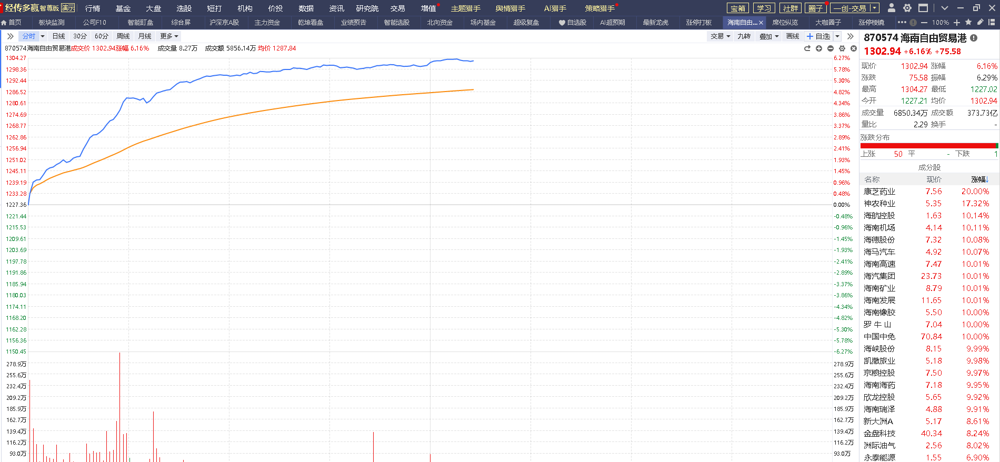 经传多赢 智尊版 演示 行情 基金 大盘 选股 短打 机构 价投 数据 资讯 研究院 交易 增值 主题猎手 舆情猎手 AI猎手 策略猎手 宝箱 学习 社群 圈子 一创-交易
首页 板块监测 公司F10 智能盯盘 综合屏 沪深京A股 主力资金 乾坤看盘 业绩预告 智能选股 北向资金 场内基金 超级复盘 自选股 AI超预期 最新龙虎 涨停打板 海南自由... 席位纵览 大咖圈子 涨停棱镜 100%
分时 日线 30分 60分 周线 月线 更多 交易 九转 叠加 画线 自选
870574海南自由贸易港成交价 1302.94涨幅 6.16% 成交量 8.27万 成交额 5856.14万 均价 1287.84
1304.27 6.27%
1298.36 5.78%
1292.44 5.30%
1286.52 4.82%
1280.61 4.34%
1274.69 3.86%
1268.77 3.37%
1262.86 2.89%
1256.94 2.41%
1251.02 1.93%
1245.11 1.45%
1239.19 0.96%
1233.28 0.48%
1227.36 0.00%
1221.44 -0.48%
1215.53 -0.96%
1209.61 -1.45%
1203.69 -1.93%
1197.78 -2.41%
1191.86 -2.89%
1185.94 -3.37%
1180.03 -3.86%
1174.11 -4.34%
1168.20 -4.82%
1162.28 -5.30%
1156.36 -5.78%
1150.45 -6.27%
278.9万 278.9万
255.6万 255.6万
232.4万 232.4万
209.2万 209.2万
185.9万 185.9万
162.7万 162.7万
139.4万 139.4万
116.2万 116.2万
93.0万 93.0万
870574 海南自由贸易港
1302.94 +6.16% +75.58
现价 1302.94 涨幅 6.16%
涨跌 75.58 振幅 6.29%
最高 1304.27 最低 1227.02
今开 1227.21 均价 1302.94
成交量 6850.34万 成交额 373.73亿
量比 2.29 换手 -
涨跌分布
上涨 50 平 - 下跌 1
成分股
名称 现价 涨幅↓
康芝药业 7.56 20.00%
神农种业 5.35 17.32%
海航控股 1.63 10.14%
海南机场 4.14 10.11%
海德股份 7.32 10.08%
海马汽车 4.92 10.07%
海南高速 7.47 10.01%
海汽集团 23.73 10.01%
海南矿业 8.79 10.01%
海南发展 11.65 10.01%
海南橡胶 5.50 10.00%
罗 牛 山 7.04 10.00%
中国中免 70.84 10.00%
海峡股份 8.15 9.99%
凯撒旅业 5.18 9.98%
京粮控股 7.50 9.97%
海南海药 7.18 9.95%
欣龙控股 5.65 9.92%
海南瑞泽 4.88 9.91%
新大洲A 5.17 8.61%
金盘科技 40.34 8.24%
洲际油气 2.56 8.02%
永泰能源 1.55 6.90%